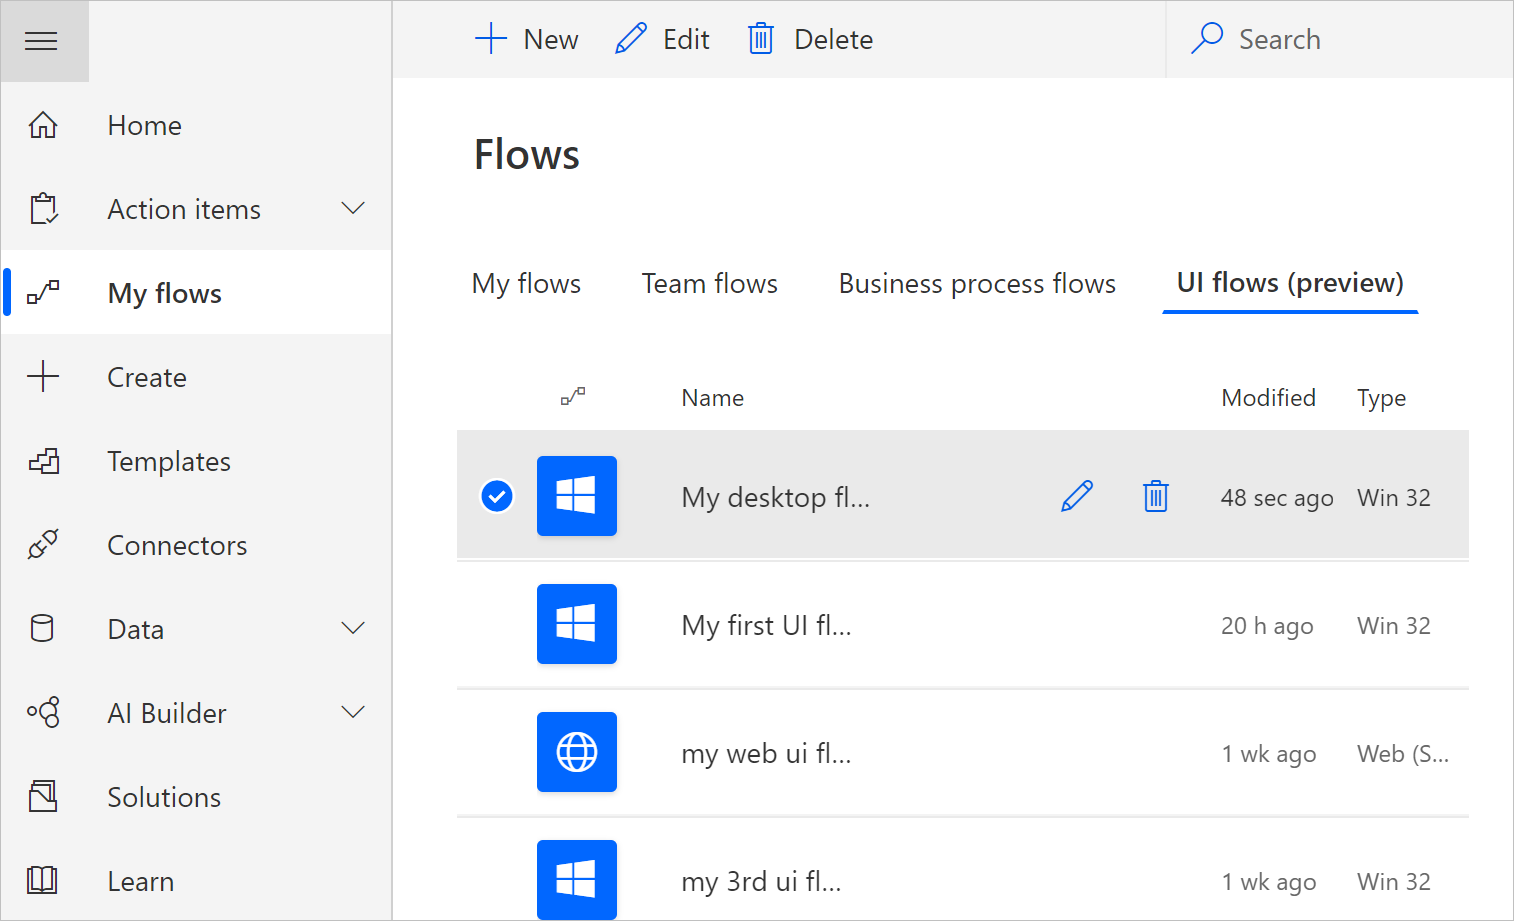 New Edit Delete Search
Home
Action items
My flows
Create
Templates
Connectors
Data
AI Builder
Solutions
Learn
Flows
My flows Team flows Business process flows UI flows (preview)
Name Modified Type
My desktop fl... 48 sec ago Win 32
My first UI fl... 20 h ago Win 32
my web ui fl... 1 wk ago Web (S...
my 3rd ui fl... 1 wk ago Win 32